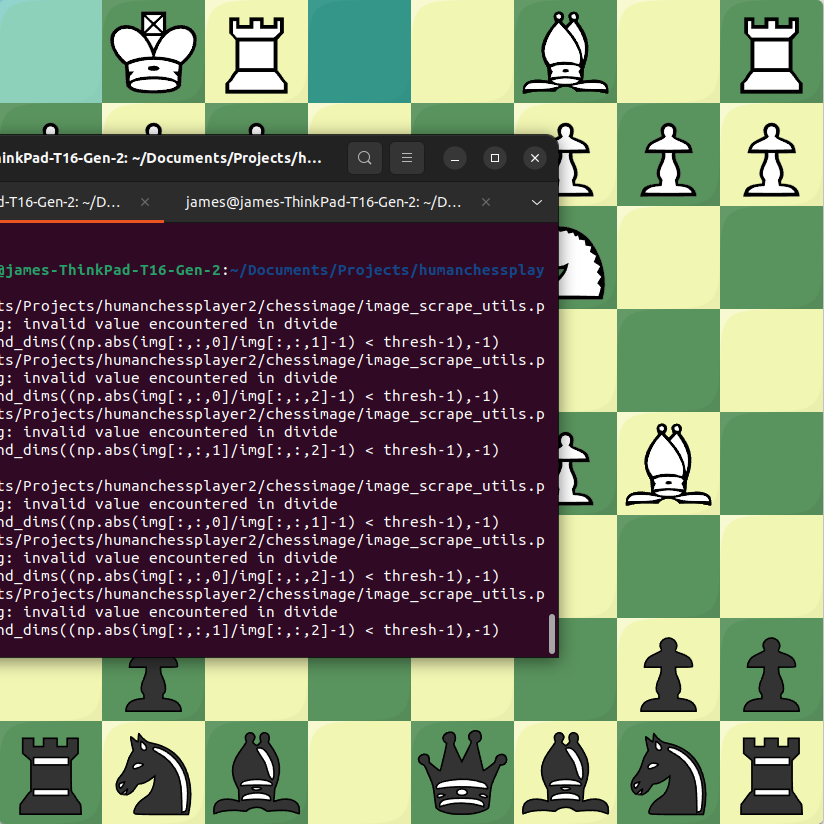 inkPad-T16-Gen-2: ~/Documents/Projects/h...
d-T16-Gen-2: ~/D...
james@james-ThinkPad-T16-Gen-2: ~/D...
@james-ThinkPad-T16-Gen-2:~/Documents/Projects/humanchessplay
ts/Projects/humanchessplayer2/chessimage/image_scrape_utils.p
g: invalid value encountered in divide
nd_dims((np.abs(img[:,:,0]/img[:,:,1]-1) < thresh-1),-1)
ts/Projects/humanchessplayer2/chessimage/image_scrape_utils.p
g: invalid value encountered in divide
nd_dims((np.abs(img[:,:,0]/img[:,:,2]-1) < thresh-1),-1)
ts/Projects/humanchessplayer2/chessimage/image_scrape_utils.p
g: invalid value encountered in divide
nd_dims((np.abs(img[:,:,1]/img[:,:,2]-1) < thresh-1),-1)
ts/Projects/humanchessplayer2/chessimage/image_scrape_utils.p
g: invalid value encountered in divide
nd_dims((np.abs(img[:,:,0]/img[:,:,1]-1) < thresh-1),-1)
ts/Projects/humanchessplayer2/chessimage/image_scrape_utils.p
g: invalid value encountered in divide
nd_dims((np.abs(img[:,:,0]/img[:,:,2]-1) < thresh-1),-1)
ts/Projects/humanchessplayer2/chessimage/image_scrape_utils.p
g: invalid value encountered in divide
nd_dims((np.abs(img[:,:,1]/img[:,:,2]-1) < thresh-1),-1)